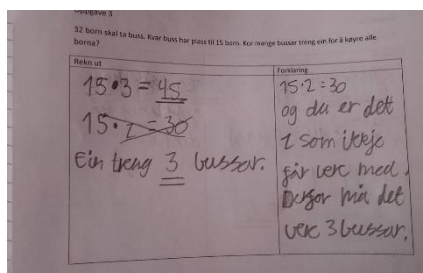 Oppgåve 3
32 born skal ta buss. Kvar buss har plass til 15 born. Kor mange bussar treng ein for å køyre alle
borna?
Rekn ut
15·3=45
15·2=30
Ein treng 3 bussar.
Forklaring
15·2=30
og du er det
2 som ikkje
får vere med.
Derfor må det
vere 3 bussar.